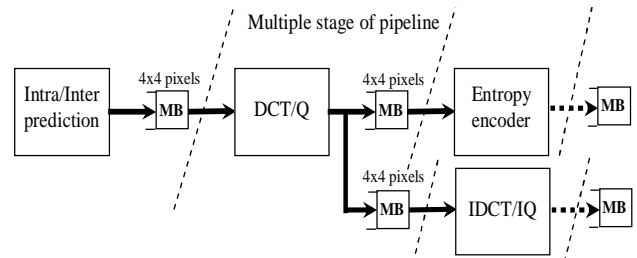 Multiple stage of pipeline
4x4 pixels
4x4 pixels
Intra/Inter
prediction
MB
DCT/Q
MB
Entropy
encoder
MB
4x4 pixels
MB
IDCT/IQ
MB